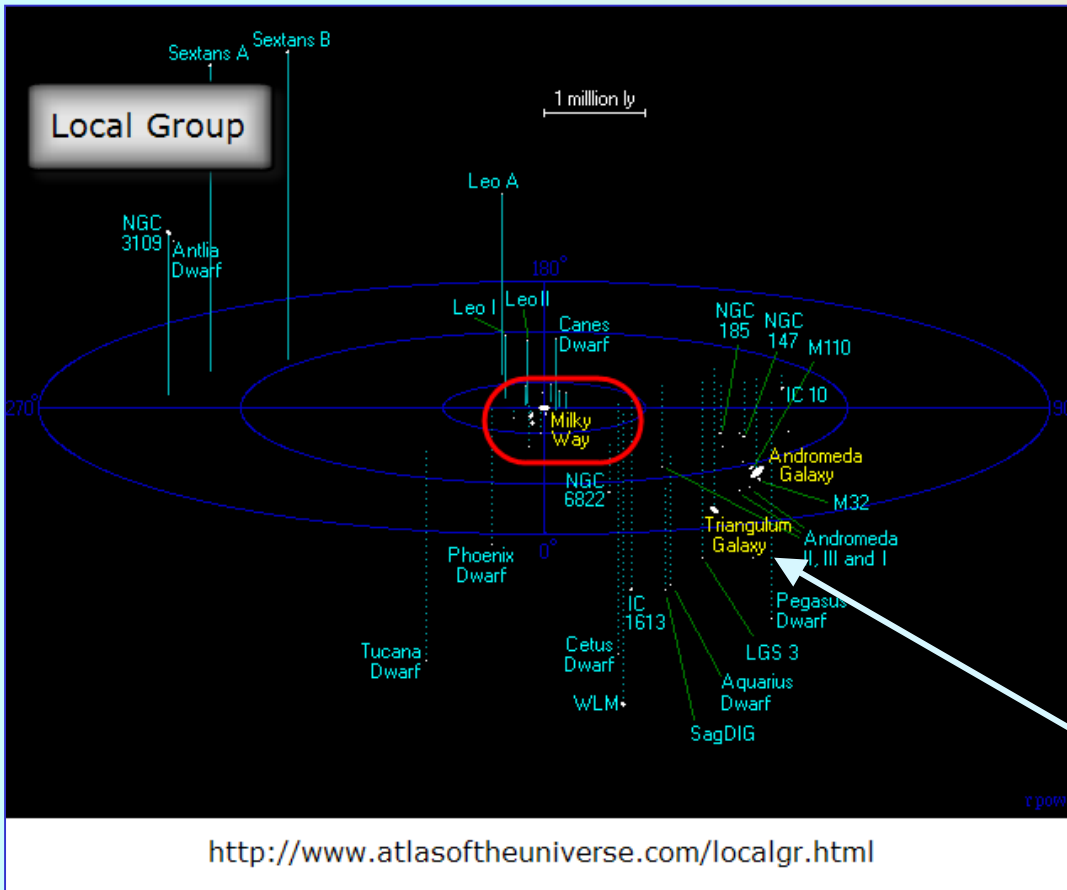 Sextans A
Sextans B
1 milllion ly
Local Group
Leo A
NGC
3109
Antlia
Dwarf
180°
Leo I
Leo II
Canes
Dwarf
NGC
185
NGC
147
M110
IC 10
270°
90
Milky
Way
Andromeda
Galaxy
NGC
6822
M32
Triangulum
Galaxy
Andromeda
II, III and I
Phoenix
Dwarf
0°
Pegasus
Dwarf
IC
1613
Tucana
Dwarf
Cetus
Dwarf
LGS 3
Aquarius
Dwarf
WLM
SagDIG
r pow
http://www.atlasoftheuniverse.com/localgr.html